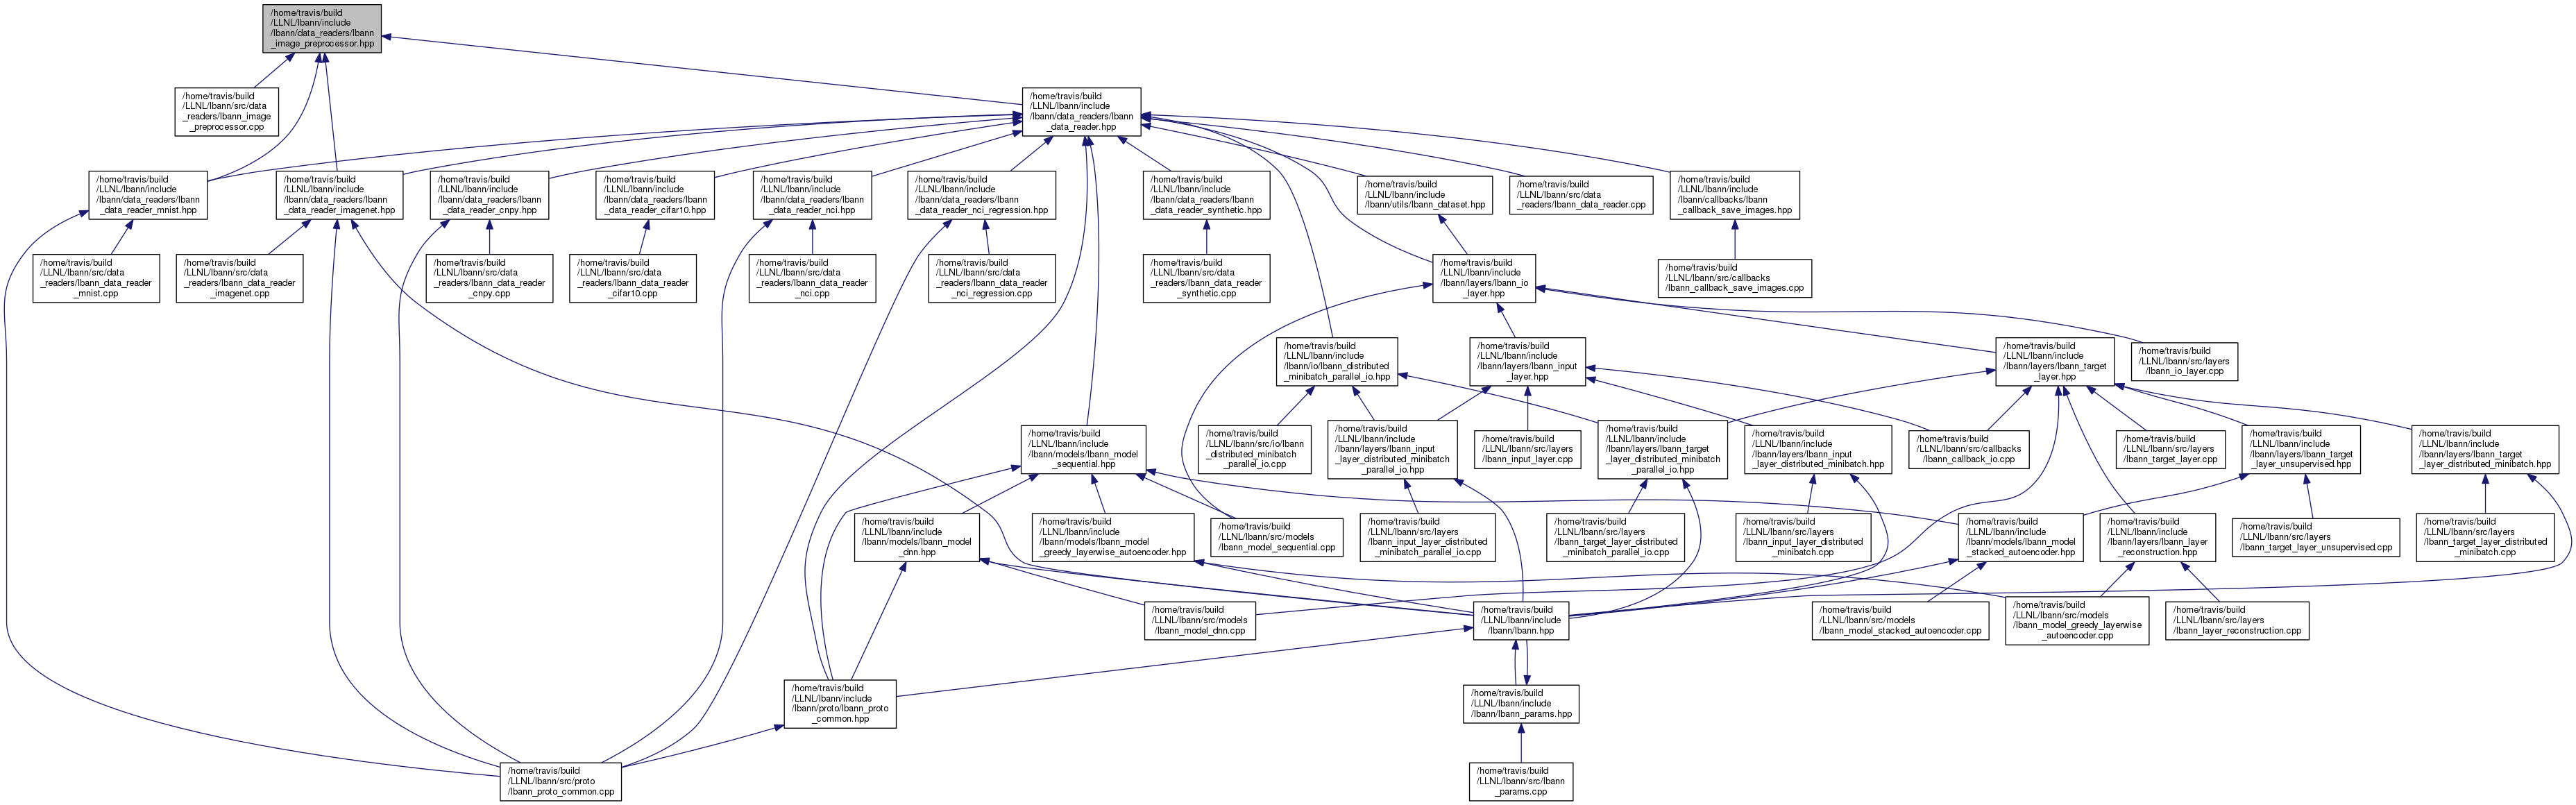 /home/travis/build
/LLNL/lbann/include
/lbann/data_readers/lbann
_image_preprocessor.hpp
/home/travis/build
/LLNL/lbann/src/data
_readers/lbann_image
_preprocessor.cpp
/home/travis/build
/LLNL/lbann/include
/lbann/data_readers/lbann
_data_reader.hpp
/home/travis/build
/LLNL/lbann/include
/lbann/data_readers/lbann
_data_reader_mnist.hpp
/home/travis/build
/LLNL/lbann/include
/lbann/data_readers/lbann
_data_reader_imagenet.hpp
/home/travis/build
/LLNL/lbann/include
/lbann/data_readers/lbann
_data_reader_cnpy.hpp
/home/travis/build
/LLNL/lbann/include
/lbann/data_readers/lbann
_data_reader_cifar10.hpp
/home/travis/build
/LLNL/lbann/include
/lbann/data_readers/lbann
_data_reader_nci.hpp
/home/travis/build
/LLNL/lbann/include
/lbann/data_readers/lbann
_data_reader_nci_regression.hpp
/home/travis/build
/LLNL/lbann/include
/lbann/data_readers/lbann
_data_reader_synthetic.hpp
/home/travis/build
/LLNL/lbann/include
/lbann/utils/lbann_dataset.hpp
/home/travis/build
/LLNL/lbann/src/data
_readers/lbann_data_reader.cpp
/home/travis/build
/LLNL/lbann/include
/lbann/callbacks/lbann
_callback_save_images.hpp
/home/travis/build
/LLNL/lbann/src/data
_readers/lbann_data_reader
_mnist.cpp
/home/travis/build
/LLNL/lbann/src/data
_readers/lbann_data_reader
_imagenet.cpp
/home/travis/build
/LLNL/lbann/src/data
_readers/lbann_data_reader
_cnpy.cpp
/home/travis/build
/LLNL/lbann/src/data
_readers/lbann_data_reader
_cifar10.cpp
/home/travis/build
/LLNL/lbann/src/data
_readers/lbann_data_reader
_nci.cpp
/home/travis/build
/LLNL/lbann/src/data
_readers/lbann_data_reader
_nci_regression.cpp
/home/travis/build
/LLNL/lbann/src/data
_readers/lbann_data_reader
_synthetic.cpp
/home/travis/build
/LLNL/lbann/include
/lbann/layers/lbann_io
_layer.hpp
/home/travis/build
/LLNL/lbann/src/callbacks
/lbann_callback_save_images.cpp
/home/travis/build
/LLNL/lbann/include
/lbann/io/lbann_distributed
_minibatch_parallel_io.hpp
/home/travis/build
/LLNL/lbann/include
/lbann/layers/lbann_input
_layer.hpp
/home/travis/build
/LLNL/lbann/include
/lbann/layers/lbann_target
_layer.hpp
/home/travis/build
/LLNL/lbann/src/layers
/lbann_io_layer.cpp
/home/travis/build
/LLNL/lbann/include
/lbann/models/lbann_model
_sequential.hpp
/home/travis/build
/LLNL/lbann/src/io/lbann
_distributed_minibatch
_parallel_io.cpp
/home/travis/build
/LLNL/lbann/include
/lbann/layers/lbann_input
_layer_distributed_minibatch
_parallel_io.hpp
/home/travis/build
/LLNL/lbann/src/layers
/lbann_input_layer.cpp
/home/travis/build
/LLNL/lbann/include
/lbann/layers/lbann_target
_layer_distributed_minibatch
_parallel_io.hpp
/home/travis/build
/LLNL/lbann/include
/lbann/layers/lbann_input
_layer_distributed_minibatch.hpp
/home/travis/build
/LLNL/lbann/src/callbacks
/lbann_callback_io.cpp
/home/travis/build
/LLNL/lbann/src/layers
/lbann_target_layer.cpp
/home/travis/build
/LLNL/lbann/include
/lbann/layers/lbann_target
_layer_unsupervised.hpp
/home/travis/build
/LLNL/lbann/include
/lbann/layers/lbann_target
_layer_distributed_minibatch.hpp
/home/travis/build
/LLNL/lbann/include
/lbann/models/lbann_model
_dnn.hpp
/home/travis/build
/LLNL/lbann/include
/lbann/models/lbann_model
_greedy_layerwise_autoencoder.hpp
/home/travis/build
/LLNL/lbann/src/models
/lbann_model_sequential.cpp
/home/travis/build
/LLNL/lbann/src/layers
/lbann_input_layer_distributed
_minibatch_parallel_io.cpp
/home/travis/build
/LLNL/lbann/src/layers
/lbann_target_layer_distributed
_minibatch_parallel_io.cpp
/home/travis/build
/LLNL/lbann/src/layers
/lbann_input_layer_distributed
_minibatch.cpp
/home/travis/build
/LLNL/lbann/include
/lbann/models/lbann_model
_stacked_autoencoder.hpp
/home/travis/build
/LLNL/lbann/include
/lbann/layers/lbann_layer
_reconstruction.hpp
/home/travis/build
/LLNL/lbann/src/layers
/lbann_target_layer_unsupervised.cpp
/home/travis/build
/LLNL/lbann/src/layers
/lbann_target_layer_distributed
_minibatch.cpp
/home/travis/build
/LLNL/lbann/src/models
/lbann_model_dnn.cpp
/home/travis/build
/LLNL/lbann/include
/lbann/lbann.hpp
/home/travis/build
/LLNL/lbann/src/models
/lbann_model_stacked_autoencoder.cpp
/home/travis/build
/LLNL/lbann/src/models
/lbann_model_greedy_layerwise
_autoencoder.cpp
/home/travis/build
/LLNL/lbann/src/layers
/lbann_layer_reconstruction.cpp
/home/travis/build
/LLNL/lbann/include
/lbann/proto/lbann_proto
_common.hpp
/home/travis/build
/LLNL/lbann/include
/lbann/lbann_params.hpp
/home/travis/build
/LLNL/lbann/src/proto
/lbann_proto_common.cpp
/home/travis/build
/LLNL/lbann/src/lbann
_params.cpp